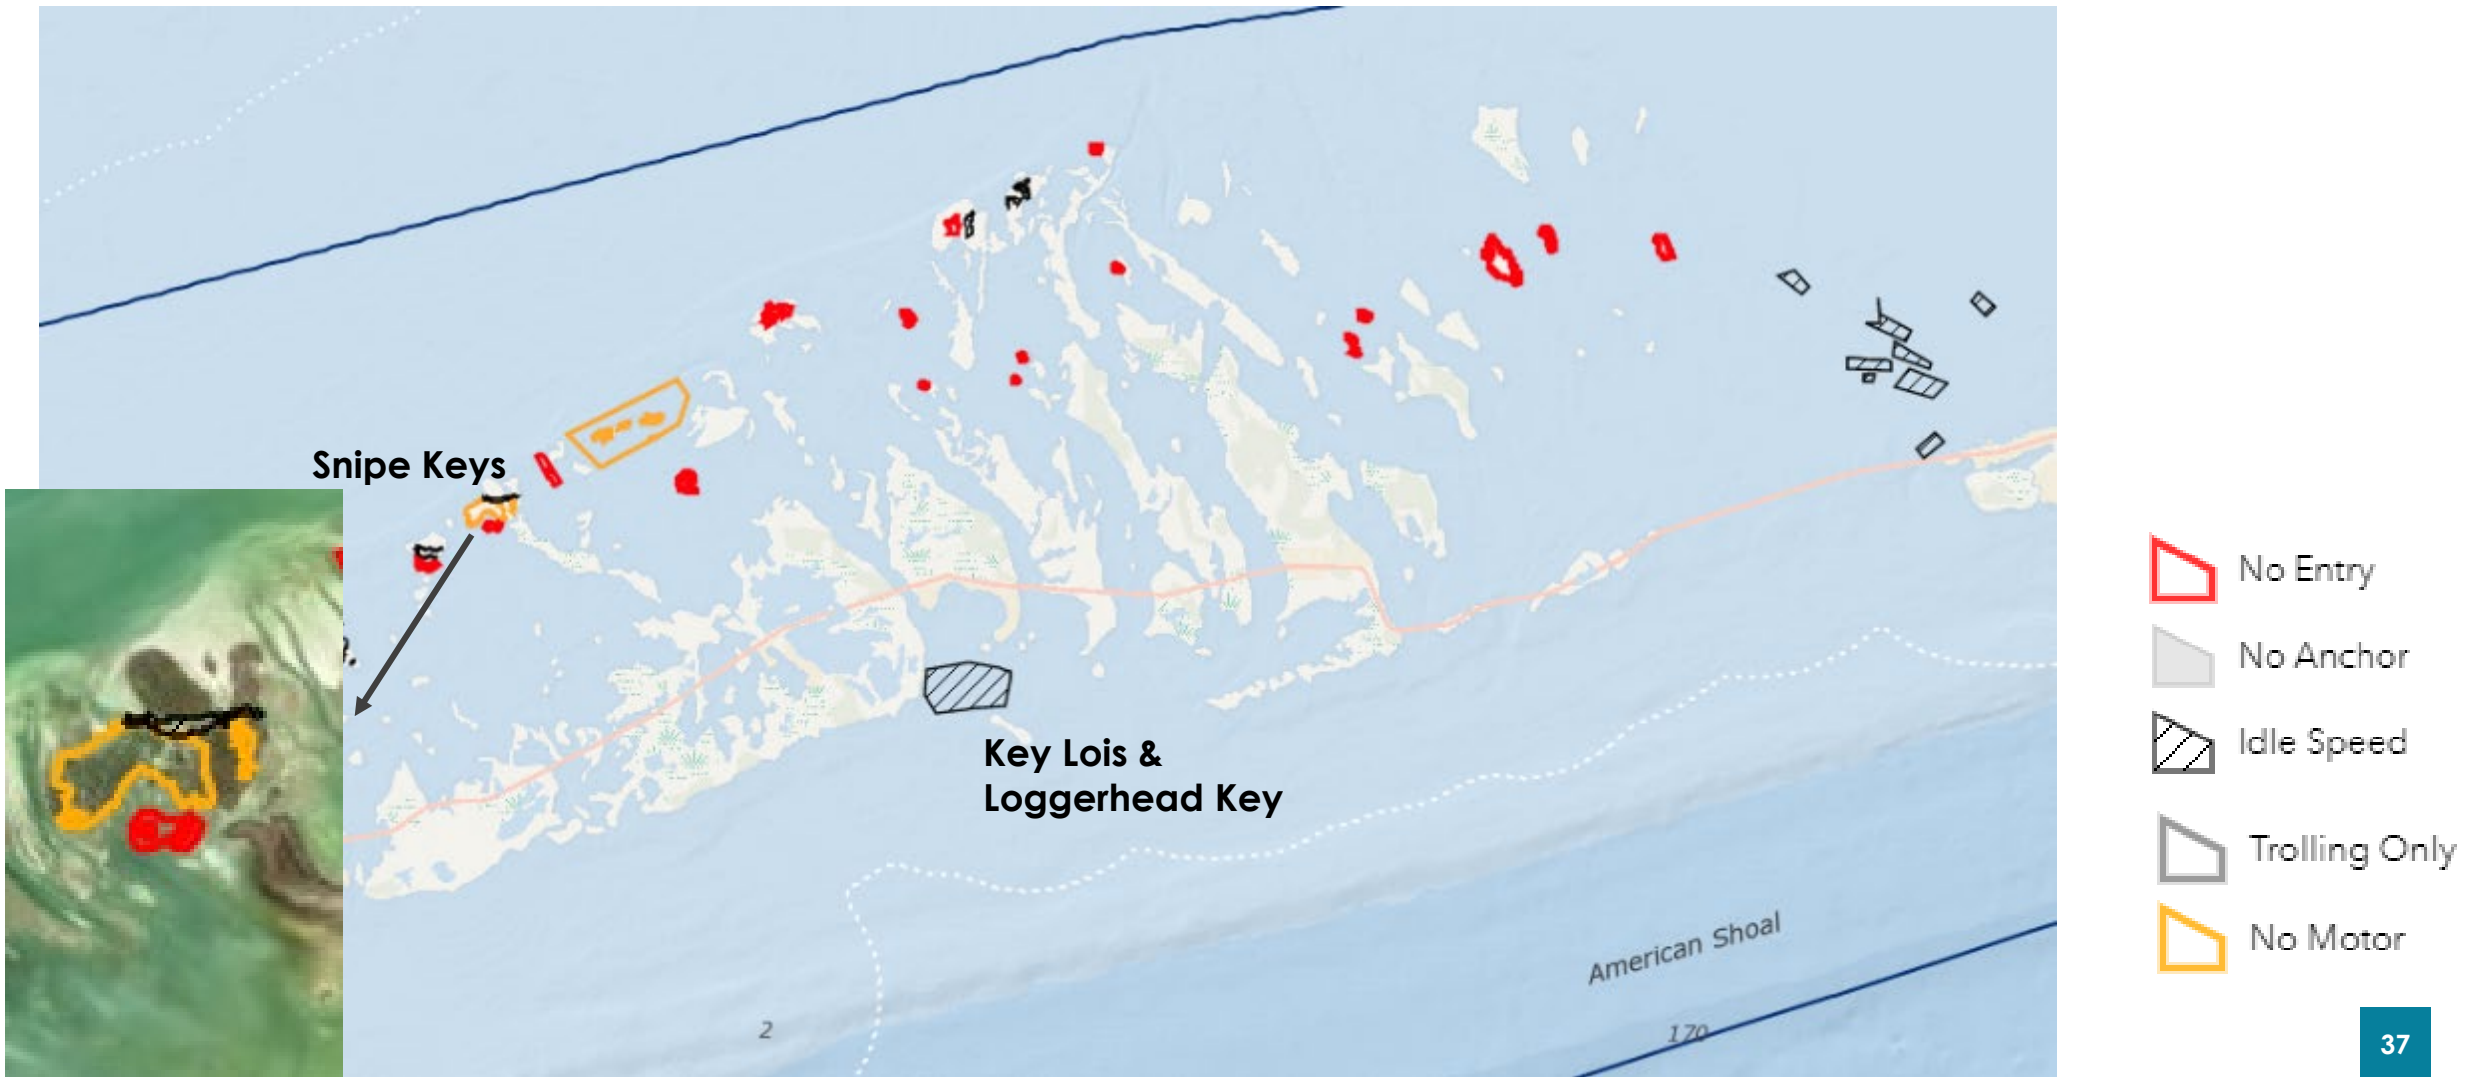 Snipe Keys
Key Lois &
Loggerhead Key
American Shoal
2
170
No Entry
No Anchor
Idle Speed
Trolling Only
No Motor
37